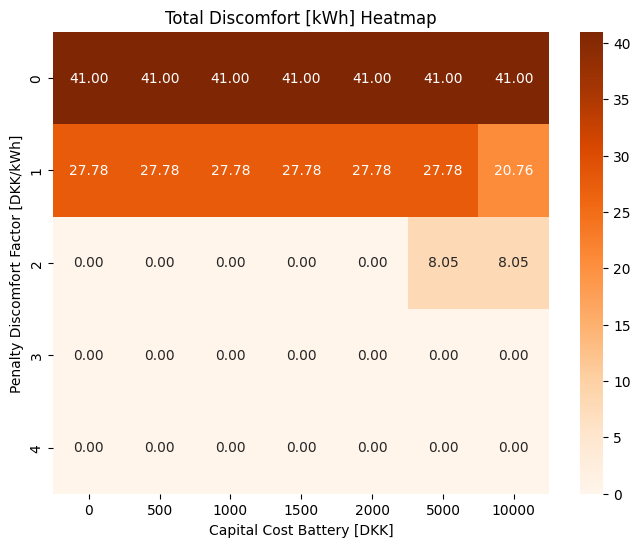 Total Discomfort [kWh] Heatmap
Penalty Discomfort Factor [DKK/kWh]
0 41.00 41.00 41.00 41.00 41.00 41.00 41.00
1 27.78 27.78 27.78 27.78 27.78 27.78 20.76
2 0.00 0.00 0.00 0.00 0.00 8.05 8.05
3 0.00 0.00 0.00 0.00 0.00 0.00 0.00
4 0.00 0.00 0.00 0.00 0.00 0.00 0.00
0 500 1000 1500 2000 5000 10000
Capital Cost Battery [DKK]
40
35
30
25
20
15
10
5
0